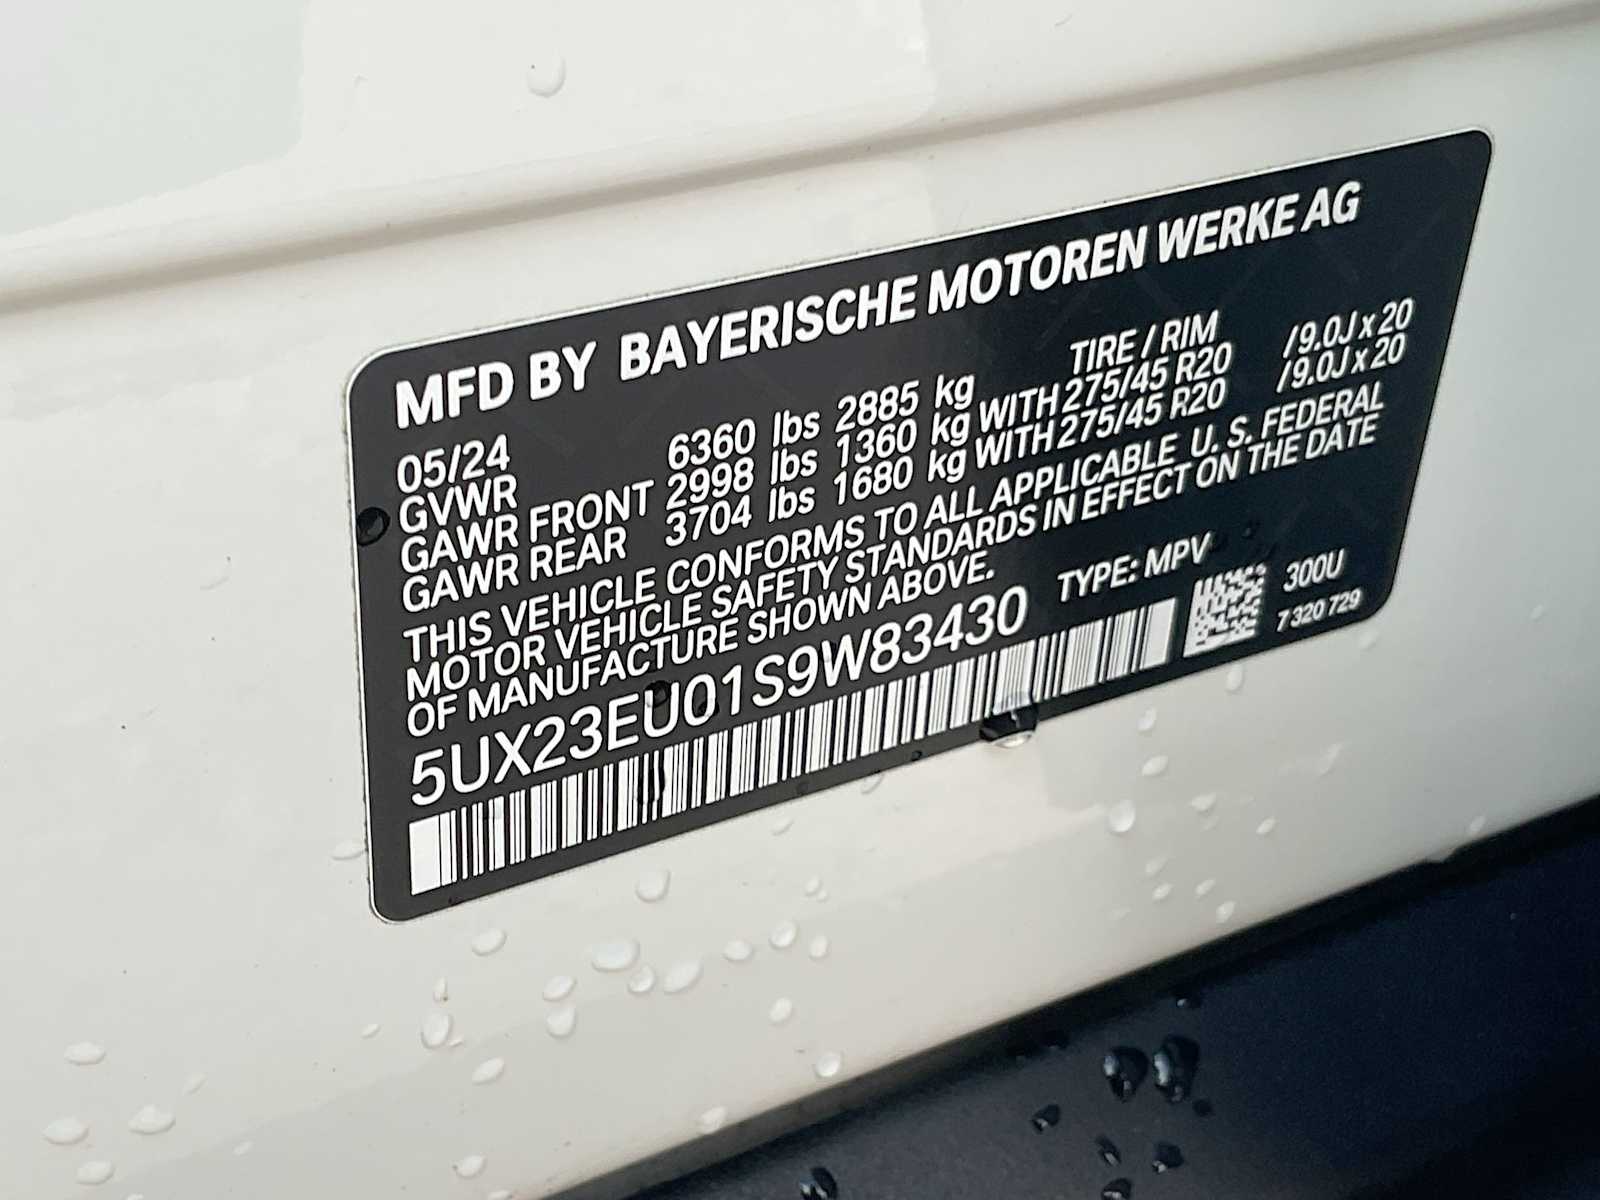 MFD BY BAYERISCHE MOTOREN WERKE AG
05/24 TIRE / RIM
GVWR 6360 lbs 2885 kg
GAWR FRONT 2998 lbs 1360 kg WITH 275/45 R20 / 9.0J x 20
GAWR REAR 3704 lbs 1680 kg WITH 275/45 R20 / 9.0J x 20
THIS VEHICLE CONFORMS TO ALL APPLICABLE U. S. FEDERAL
MOTOR VEHICLE SAFETY STANDARDS IN EFFECT ON THE DATE
OF MANUFACTURE SHOWN ABOVE.
5UX23EU01S9W83430 TYPE: MPV
300U
7 320 729